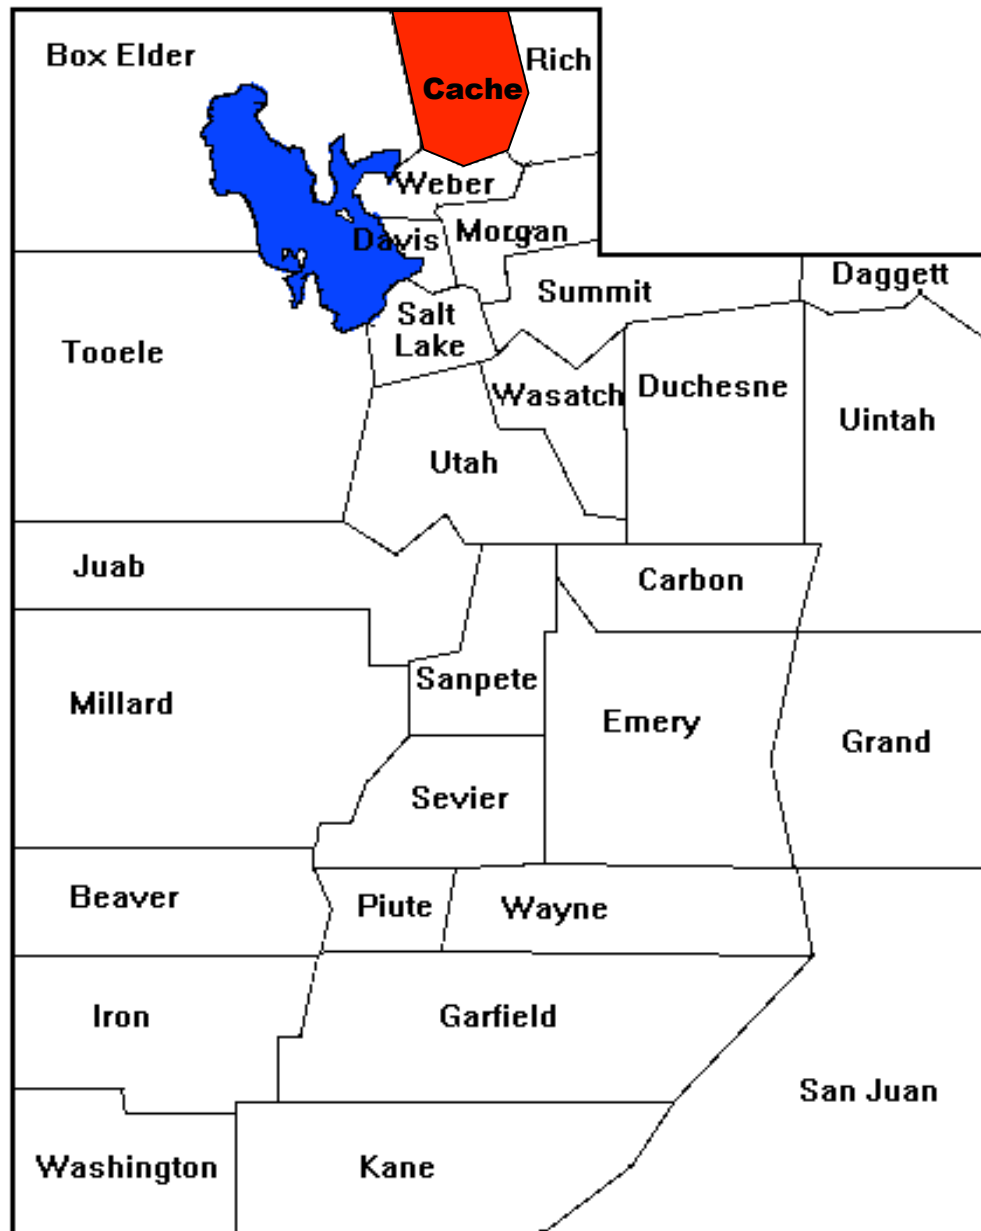 Box Elder
Rich
Cache
Weber
Davis
Morgan
Daggett
Summit
Salt
Lake
Tooele
Wasatch
Duchesne
Uintah
Utah
Juab
Carbon
Sanpete
Millard
Emery
Grand
Sevier
Beaver
Piute
Wayne
Iron
Garfield
San Juan
Washington
Kane